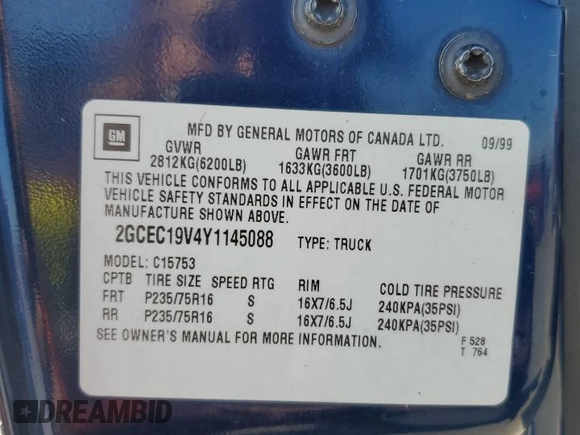 GM
MFD BY GENERAL MOTORS OF CANADA LTD. 09/99
GVWR GAWR FRT GAWR RR
2812KG(6200LB) 1633KG(3600LB) 1701KG(3750LB)
THIS VEHICLE CONFORMS TO ALL APPLICABLE U.S. FEDERAL MOTOR
VEHICLE SAFETY STANDARDS IN EFFECT ON THE DATE OF
MANUFACTURE SHOWN ABOVE.
2GCEC19V4Y1145088 TYPE: TRUCK
MODEL: C15753
CPTB TIRE SIZE SPEED RTG RIM COLD TIRE PRESSURE
FRT P235/75R16 S 16X7/6.5J 240KPA(35PSI)
RR P235/75R16 S 16X7/6.5J 240KPA(35PSI)
SEE OWNER'S MANUAL FOR MORE INFORMATION. F 528
T 764
DREAMBID